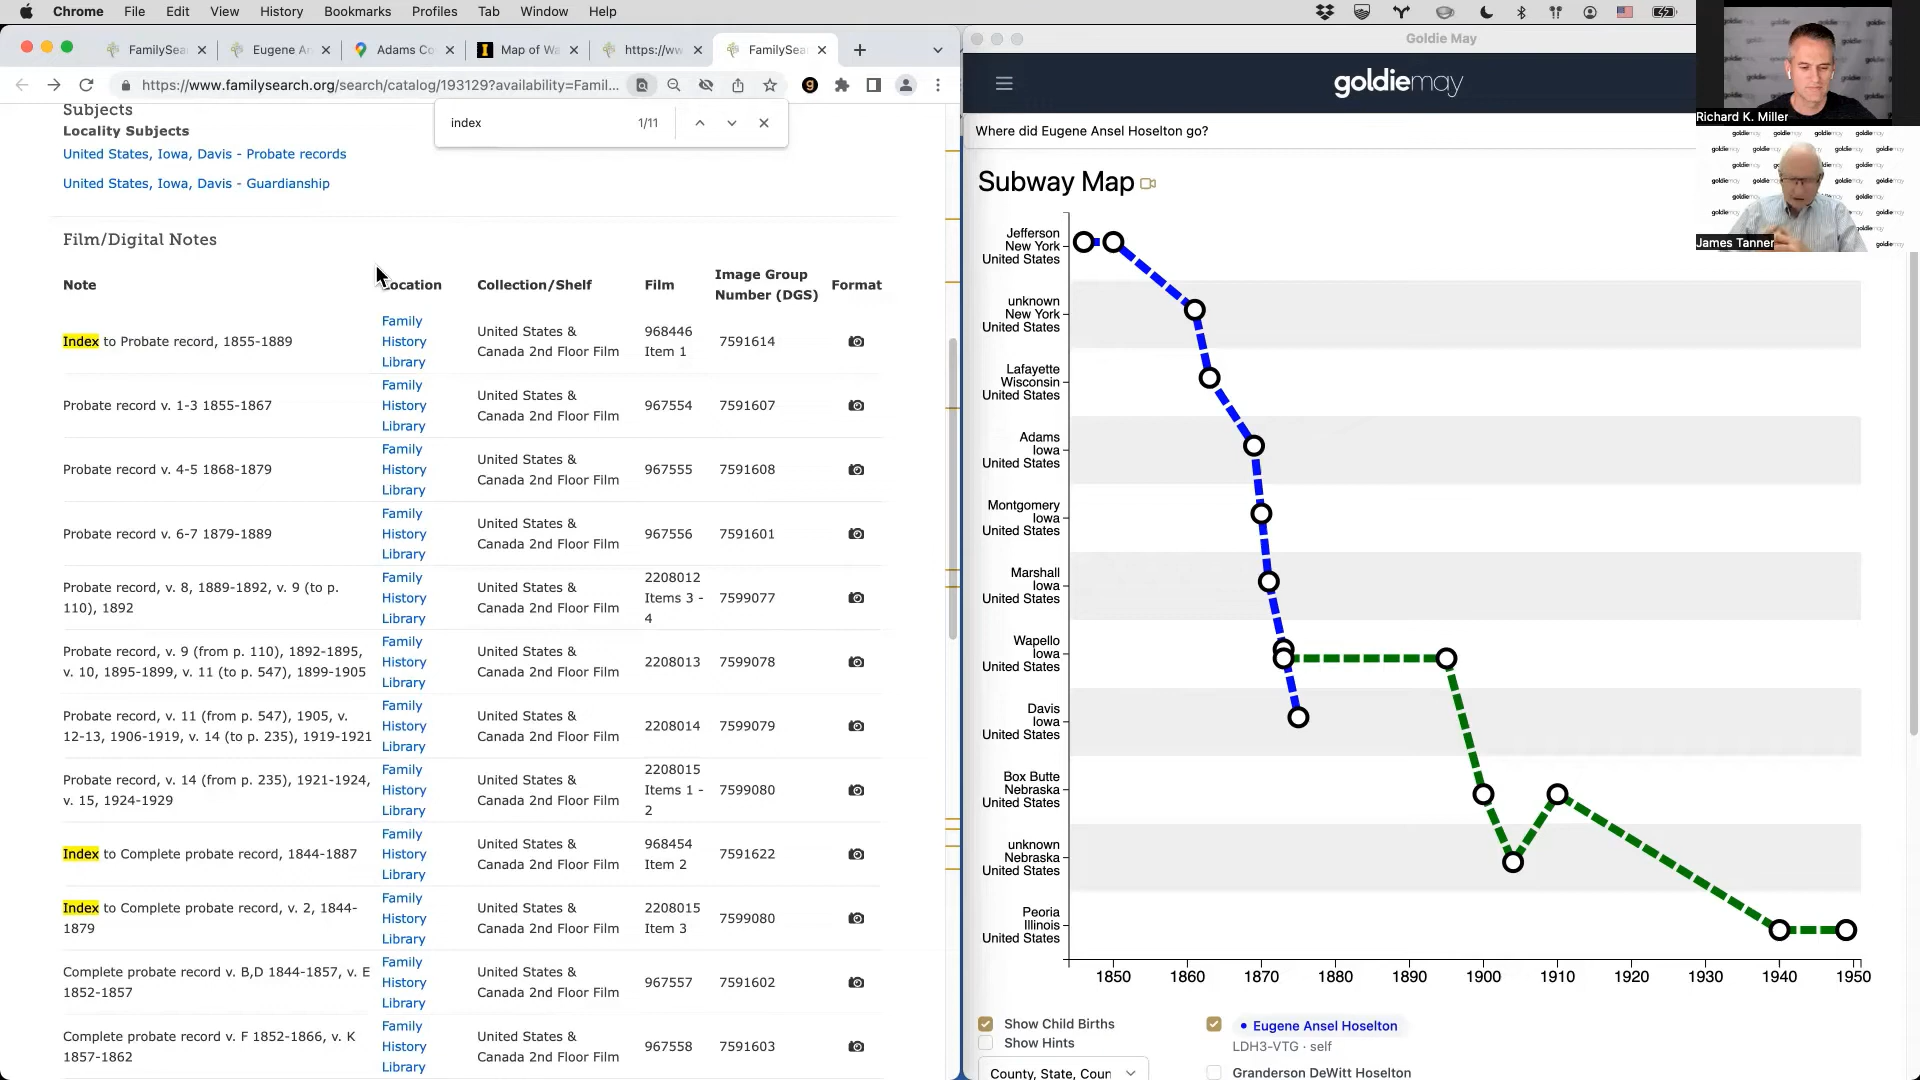 Chrome File Edit View History Bookmarks Profiles Tab Window Help
FamilySea
Eugene An
Adams Co
Map of Wa
https://ww
FamilySea
https://www.familysearch.org/search/catalog/193129?availability=Famil...
index 1/11
Subjects
Locality Subjects
United States, Iowa, Davis - Probate records
United States, Iowa, Davis - Guardianship
Film/Digital Notes
Note Location Collection/Shelf Film Image Group Number (DGS) Format
Index to Probate record, 1855-1889
Family
History
Library
United States &
Canada 2nd Floor Film
968446
Item 1
7591614
Probate record v. 1-3 1855-1867
Family
History
Library
United States &
Canada 2nd Floor Film
967554
7591607
Probate record v. 4-5 1868-1879
Family
History
Library
United States &
Canada 2nd Floor Film
967555
7591608
Probate record v. 6-7 1879-1889
Family
History
Library
United States &
Canada 2nd Floor Film
967556
7591601
Probate record, v. 8, 1889-1892, v. 9 (to p.
110), 1892
Family
History
Library
United States &
Canada 2nd Floor Film
2208012
Items 3 -
4
7599077
Probate record, v. 9 (from p. 110), 1892-1895,
v. 10, 1895-1899, v. 11 (to p. 547), 1899-1905
Family
History
Library
United States &
Canada 2nd Floor Film
2208013
7599078
Probate record, v. 11 (from p. 547), 1905, v.
12-13, 1906-1919, v. 14 (to p. 235), 1919-1921
Family
History
Library
United States &
Canada 2nd Floor Film
2208014
7599079
Probate record, v. 14 (from p. 235), 1921-1924,
v. 15, 1924-1929
Family
History
Library
United States &
Canada 2nd Floor Film
2208015
Items 1 -
2
7599080
Index to Complete probate record, 1844-1887
Family
History
Library
United States &
Canada 2nd Floor Film
968454
Item 2
7591622
Index to Complete probate record, v. 2, 1844-
1879
Family
History
Library
United States &
Canada 2nd Floor Film
2208015
Item 3
7599080
Complete probate record v. B,D 1844-1857, v. E
1852-1857
Family
History
Library
United States &
Canada 2nd Floor Film
967557
7591602
Complete probate record v. F 1852-1866, v. K
1857-1862
Family
History
Library
United States &
Canada 2nd Floor Film
967558
7591603
Goldie May
goldiemay
Where did Eugene Ansel Hoselton go?
Subway Map
Jefferson
New York
United States
unknown
New York
United States
Lafayette
Wisconsin
United States
Adams
Iowa
United States
Montgomery
Iowa
United States
Marshall
Iowa
United States
Wapello
Iowa
United States
Davis
Iowa
United States
Box Butte
Nebraska
United States
unknown
Nebraska
United States
Peoria
Illinois
United States
1850 1860 1870 1880 1890 1900 1910 1920 1930 1940 1950
Show Child Births
Show Hints
County, State, Coun
Eugene Ansel Hoselton
LDH3-VTG · self
Granderson DeWitt Hoselton
Richard K. Miller
James Tanner